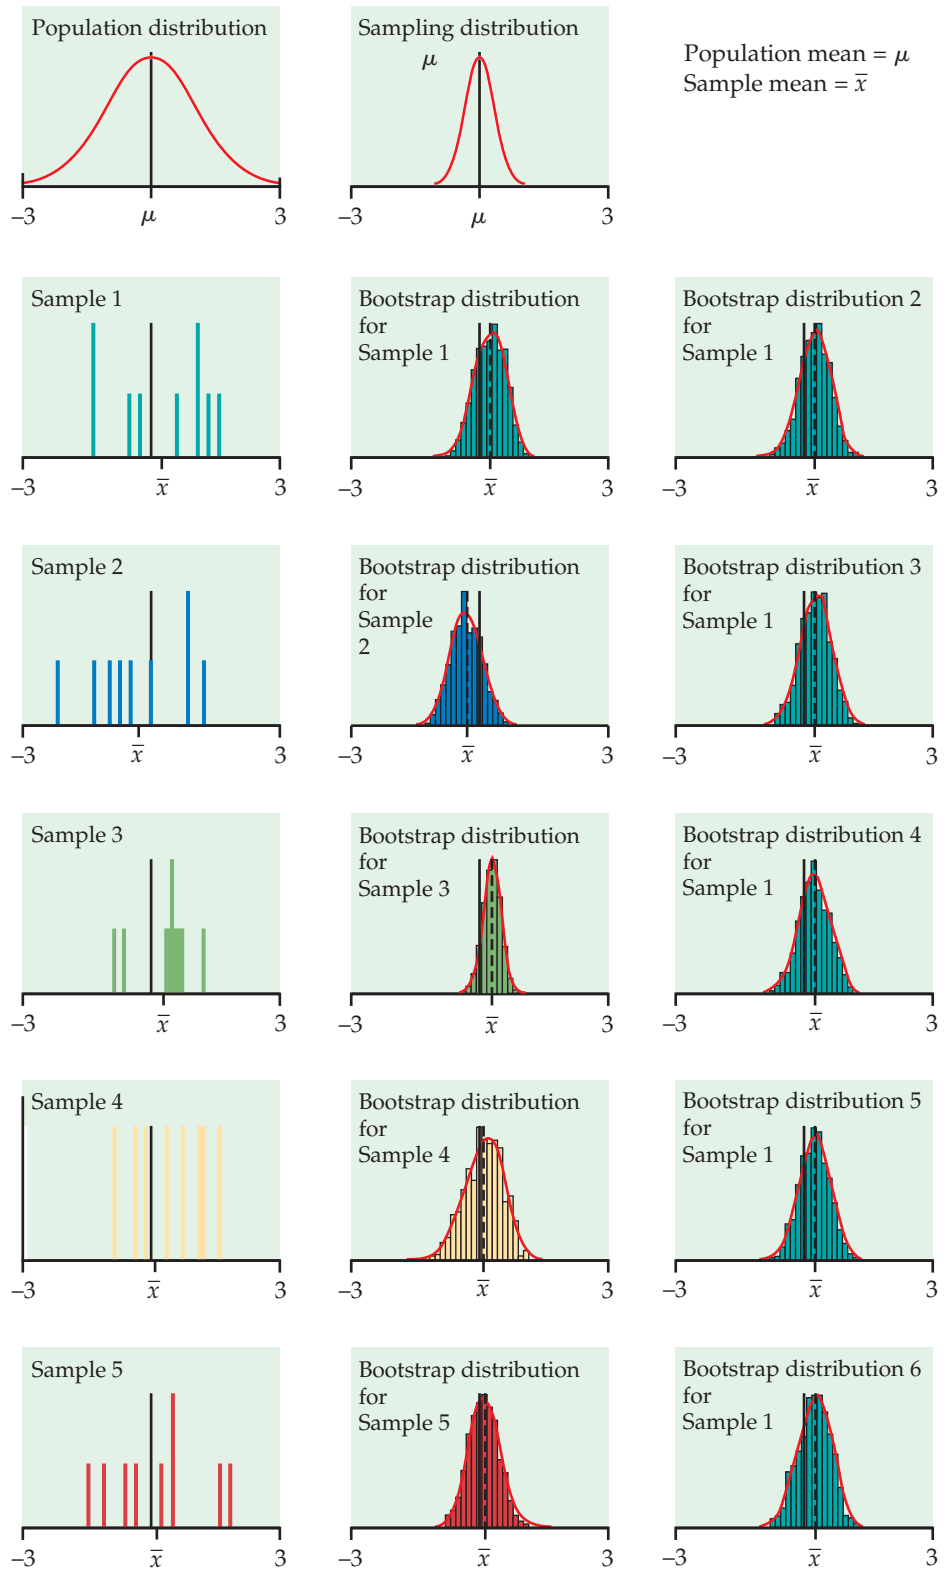 Population distribution
−3
μ
3
Sampling distribution
μ
−3
μ
3
Population mean = μ
Sample mean = x̅
Sample 1
−3
x̅
3
Bootstrap distribution
for
Sample 1
−3
x̅
3
Bootstrap distribution 2
for
Sample 1
−3
x̅
3
Sample 2
−3
x̅
3
Bootstrap distribution
for
Sample
2
−3
x̅
3
Bootstrap distribution 3
for
Sample 1
−3
x̅
3
Sample 3
−3
x̅
3
Bootstrap distribution
for
Sample 3
−3
x̅
3
Bootstrap distribution 4
for
Sample 1
−3
x̅
3
Sample 4
−3
x̅
3
Bootstrap distribution
for
Sample 4
−3
x̅
3
Bootstrap distribution 5
for
Sample 1
−3
x̅
3
Sample 5
−3
x̅
3
Bootstrap distribution
for
Sample 5
−3
x̅
3
Bootstrap distribution 6
for
Sample 1
−3
x̅
3